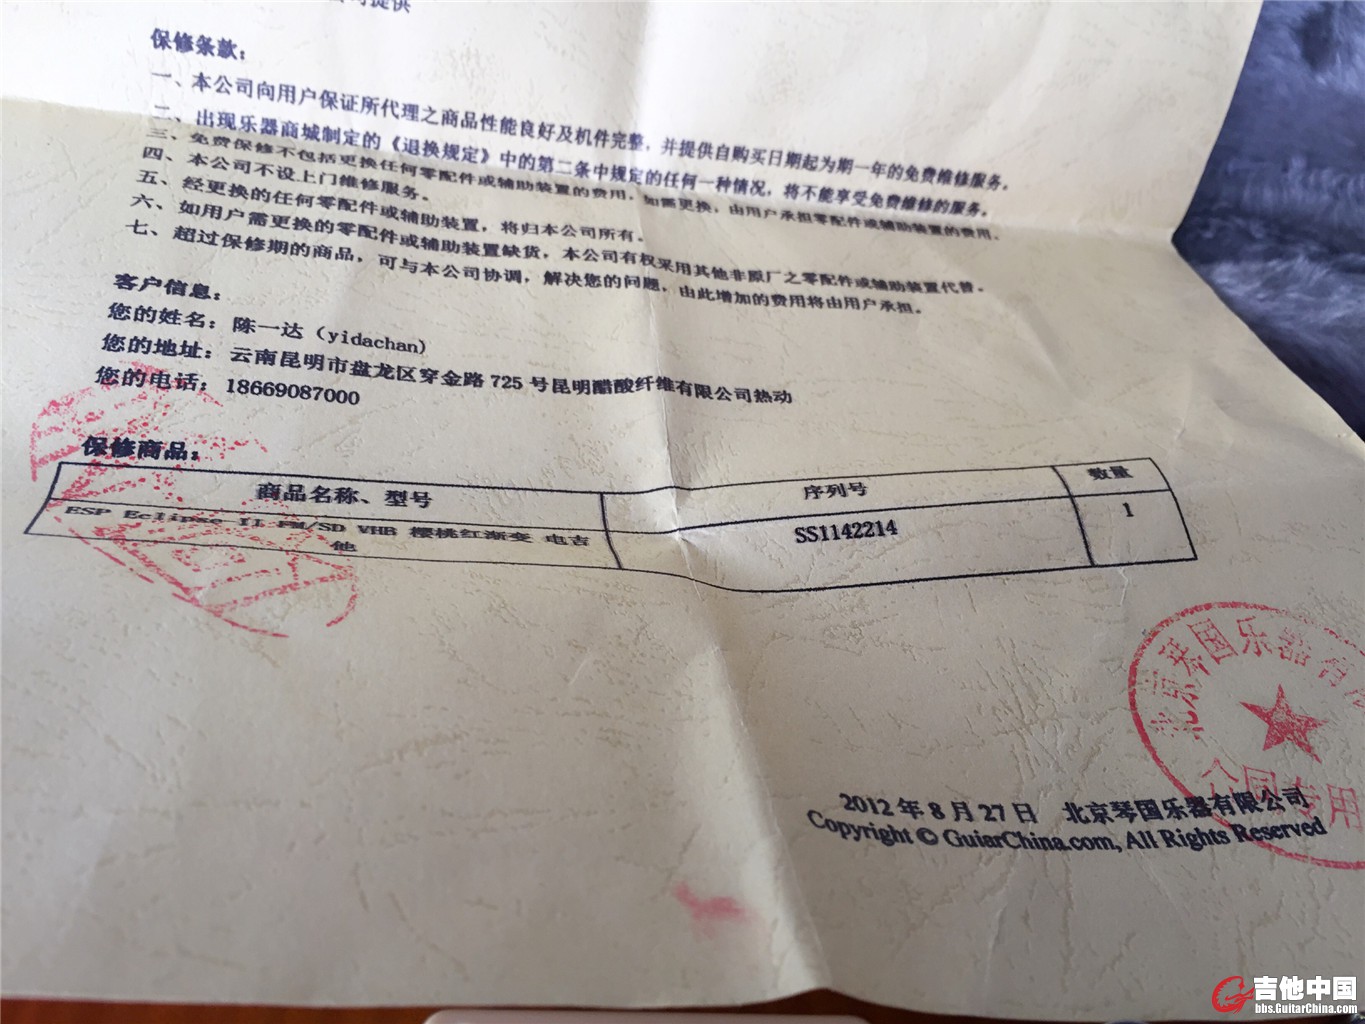 公司提供
保修条款：
一、本公司向用户保证所代理之商品性能良好及机件完整，并提供自购买日期起为期一年的免费维修服务。
二、出现乐器商城制定的《退换规定》中的第二条中规定的任何一种情况，将不能享受免费维修的服务。
三、免费保修不包括更换任何零配件或辅助装置的费用，如需更换，由用户承担零配件或辅助装置的费用。
四、本公司不设上门维修服务。
五、经更换的任何零配件或辅助装置，将归本公司所有。
六、如用户需更换的零配件或辅助装置缺货，本公司有权采用其他非原厂之零配件或辅助装置代替。
七、超过保修期的商品，可与本公司协调，解决您的问题，由此增加的费用将由用户承担。
客户信息：
您的姓名：陈一达（yidachan）
您的地址：云南昆明市盘龙区穿金路725号昆明醋酸纤维有限公司热动
您的电话：18669087000
保修商品：
商品名称、型号 序列号 数量
ESP Eclipse II FM/SD VHB 樱桃红渐变 电吉他 SS1142214 1
北京琴国乐器有
专用
2012年8月27日 北京琴国乐器有限公司
Copyright © GuiarChina.com, All Rights Reserved
吉他中国
bbs.GuitarChina.com